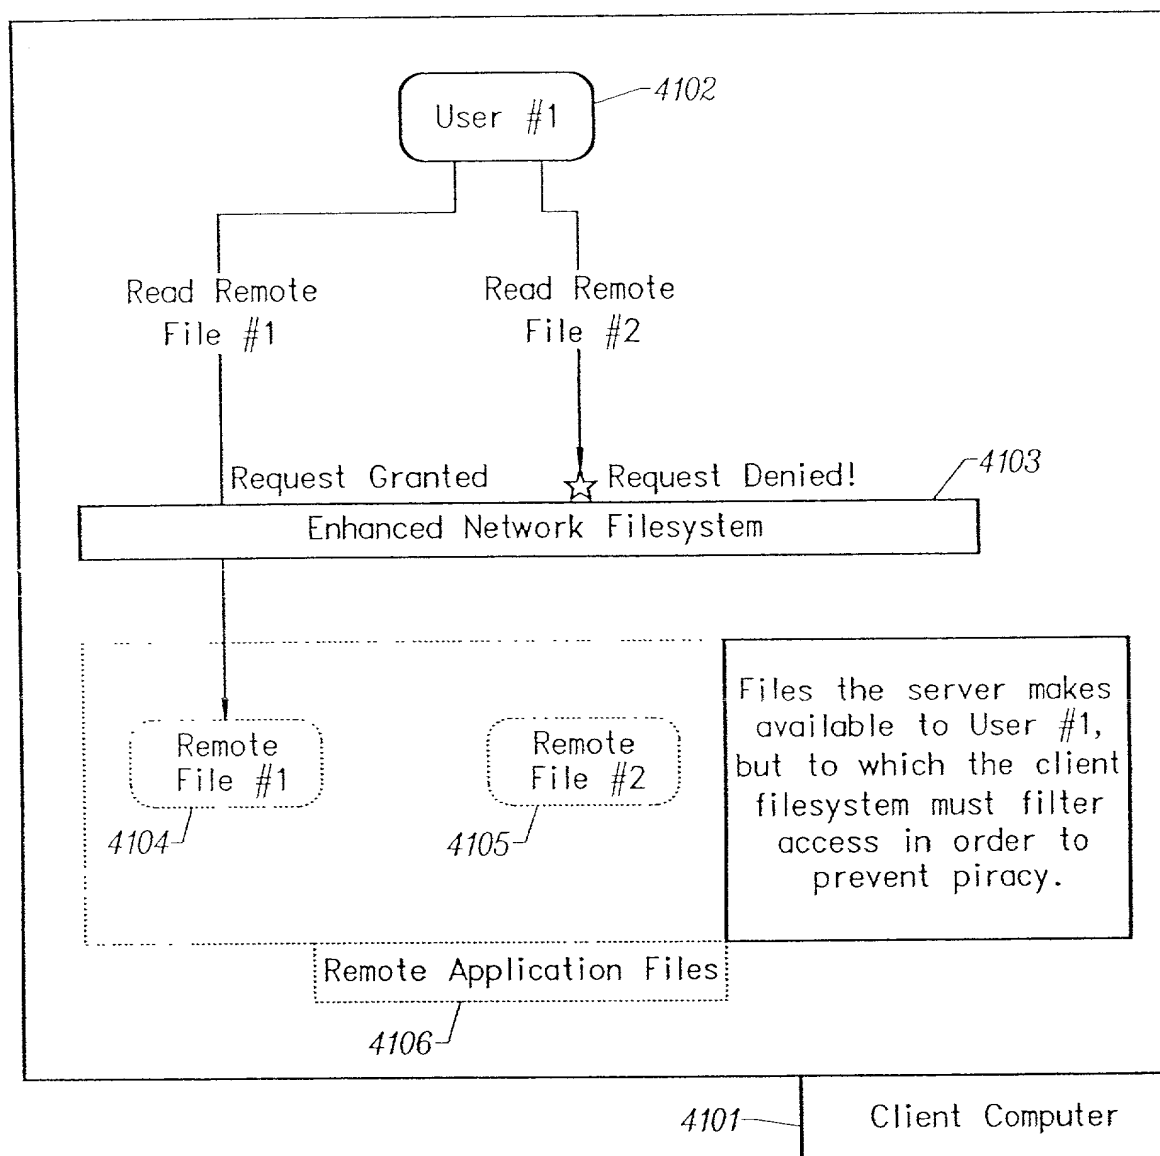 4102
User #1
Read Remote
File #1
Read Remote
File #2
Request Granted
Request Denied!
4103
Enhanced Network Filesystem
Remote
File #1
4104
Remote
File #2
4105
Files the server makes
available to User #1,
but to which the client
filesystem must filter
access in order to
prevent piracy.
Remote Application Files
4106
4101
Client Computer